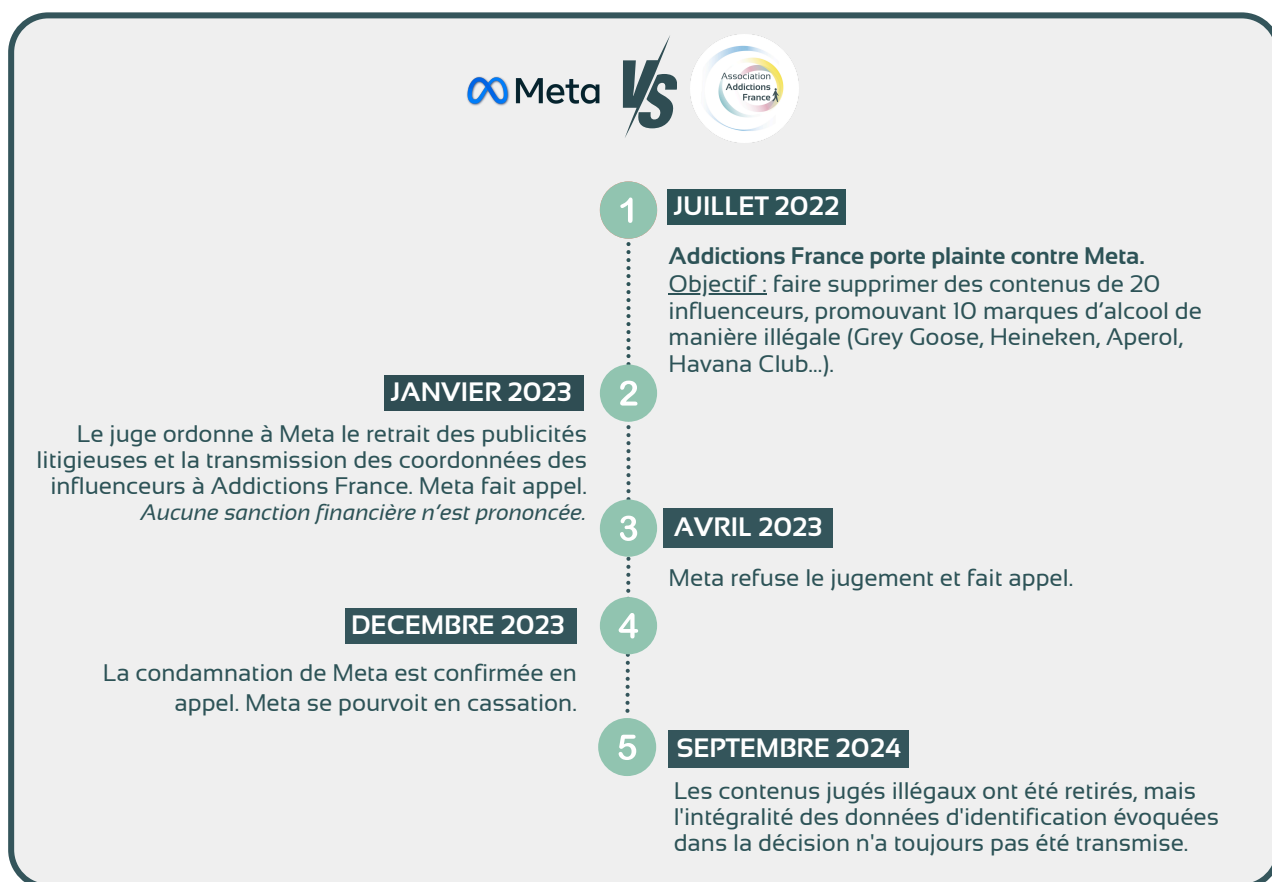 Meta VS Association
Addictions
France
1 JUILLET 2022
Addictions France porte plainte contre Meta.
Objectif : faire supprimer des contenus de 20
influenceurs, promouvant 10 marques d'alcool de
manière illégale (Grey Goose, Heineken, Aperol,
Havana Club...).
JANVIER 2023 2
Le juge ordonne à Meta le retrait des publicités
litigieuses et la transmission des coordonnées des
influenceurs à Addictions France. Meta fait appel.
Aucune sanction financière n'est prononcée.
3 AVRIL 2023
Meta refuse le jugement et fait appel.
DECEMBRE 2023 4
La condamnation de Meta est confirmée en
appel. Meta se pourvoit en cassation.
5 SEPTEMBRE 2024
Les contenus jugés illégaux ont été retirés, mais
l'intégralité des données d'identification évoquées
dans la décision n'a toujours pas été transmise.